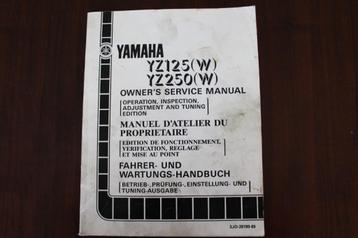 YAMAHA
YZ125(W)
YZ250(W)
OWNER'S SERVICE MANUAL
OPERATION, INSPECTION,
ADJUSTMENT AND TUNING
EDITION
MANUEL D'ATELIER DU
PROPRIETAIRE
EDITION DE FONCTIONNEMENT,
VERIFICATION, REGLAGE
ET MISE AU POINT
FAHRER- UND
WARTUNGS-HANDBUCH
BETRIEB-,PRÜFUNG-,EINSTELLUNG- UND
TUNING-AUSGABE